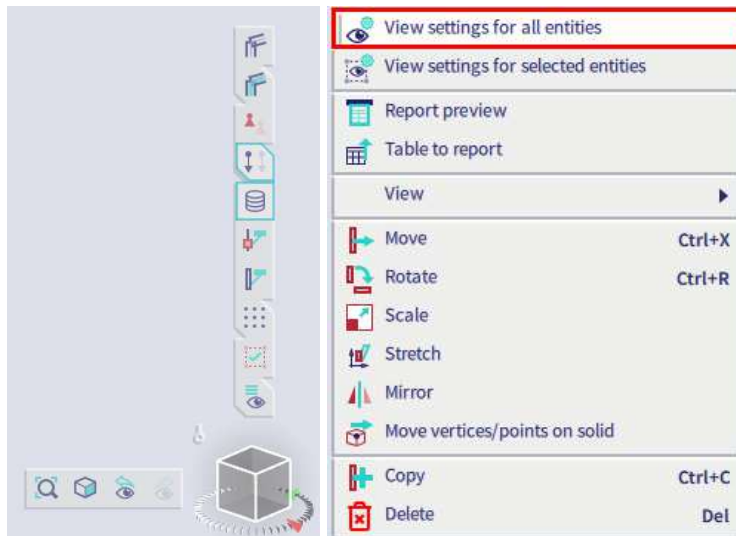 View settings for all entities
View settings for selected entities
Report preview
Table to report
View
Move Ctrl+X
Rotate Ctrl+R
Scale
Stretch
Mirror
Move vertices/points on solid
Copy Ctrl+C
Delete Del